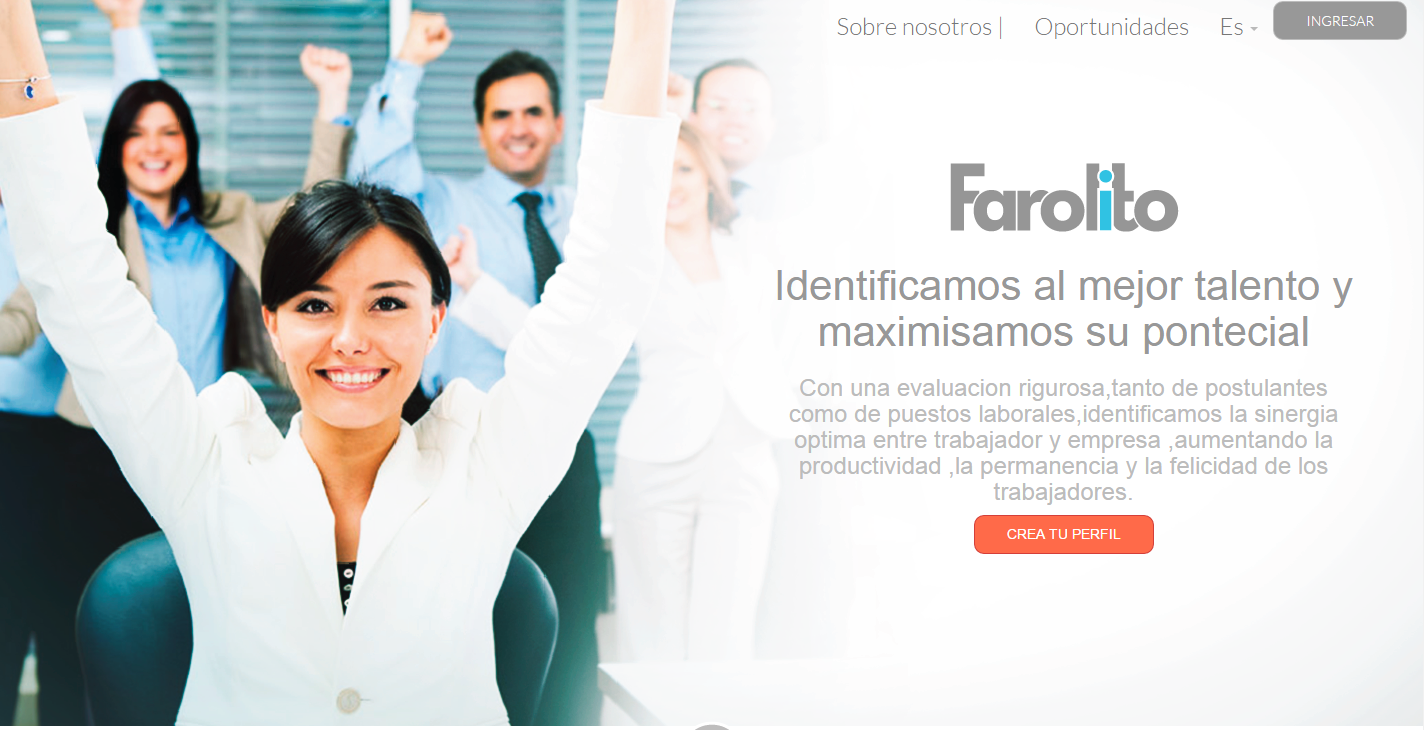 Sobre nosotros |
Oportunidades
Es
INGRESAR
Farolito
Identificamos al mejor talento y
maximisamos su pontecial
Con una evaluacion rigurosa,tanto de postulantes
como de puestos laborales,identificamos la sinergia
optima entre trabajador y empresa ,aumentando la
productividad ,la permanencia y la felicidad de los
trabajadores.
CREA TU PERFIL